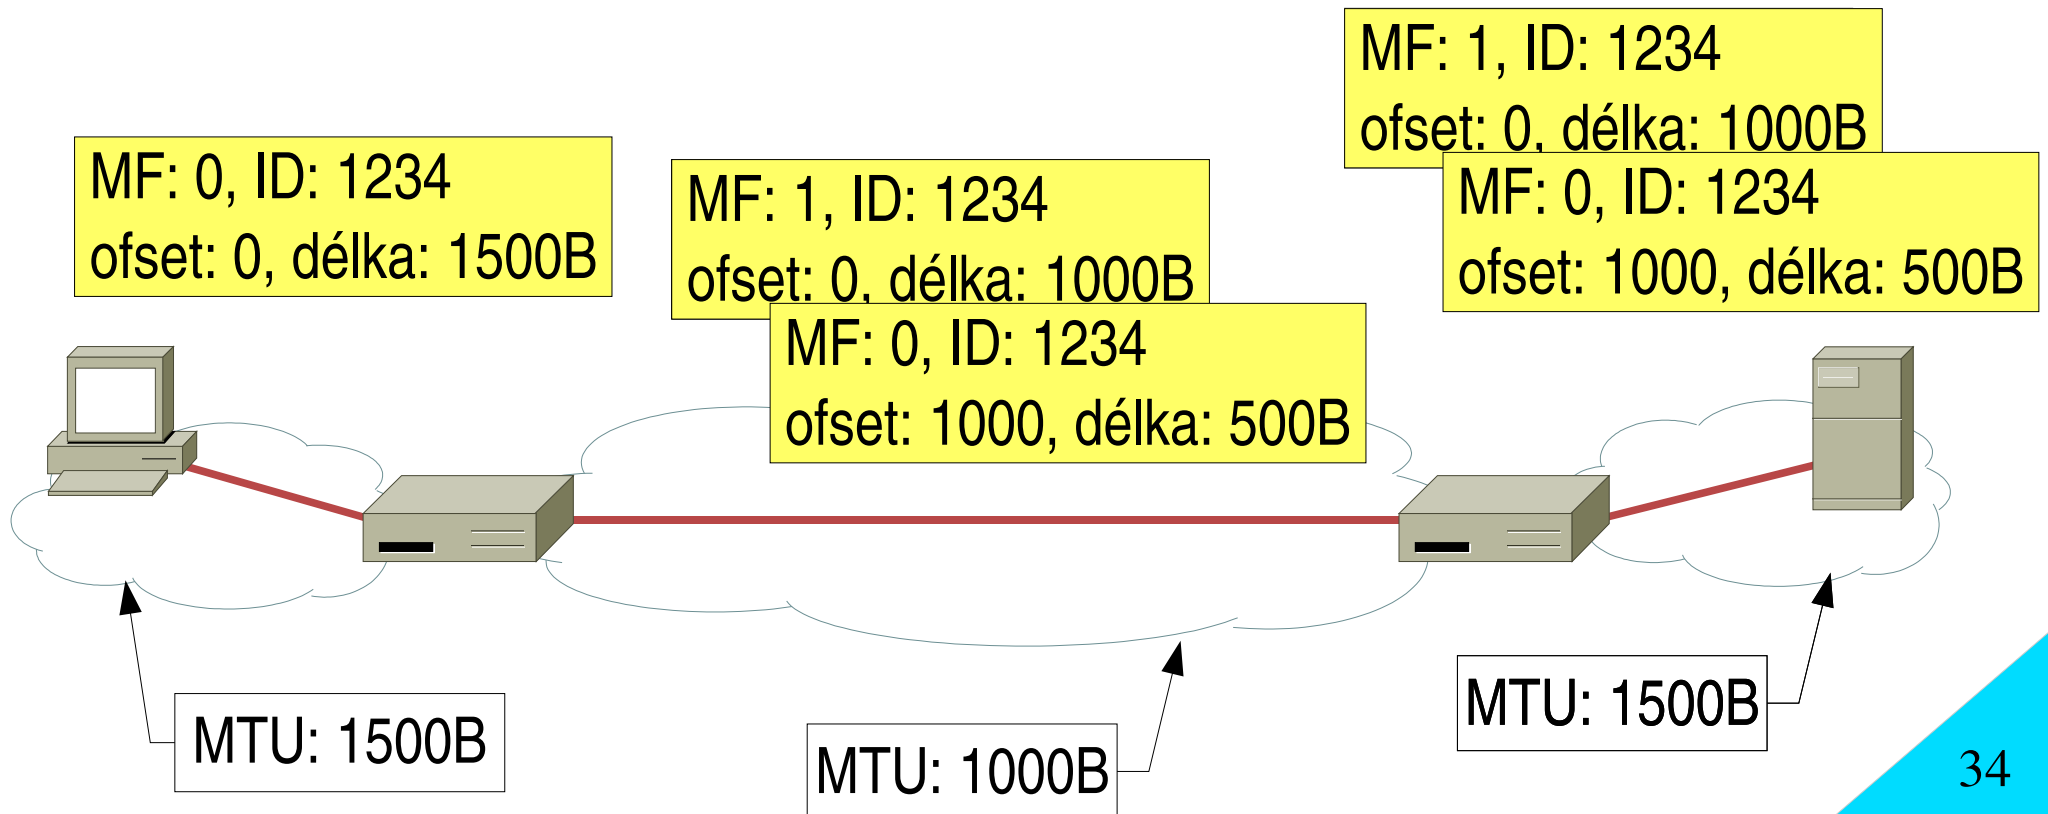 MF: 0, ID: 1234
ofset: 0, délka: 1500B
MF: 1, ID: 1234
ofset: 0, délka: 1000B
MF: 0, ID: 1234
ofset: 1000, délka: 500B
MF: 1, ID: 1234
ofset: 0, délka: 1000B
MF: 0, ID: 1234
ofset: 1000, délka: 500B
MTU: 1500B
MTU: 1000B
MTU: 1500B
34